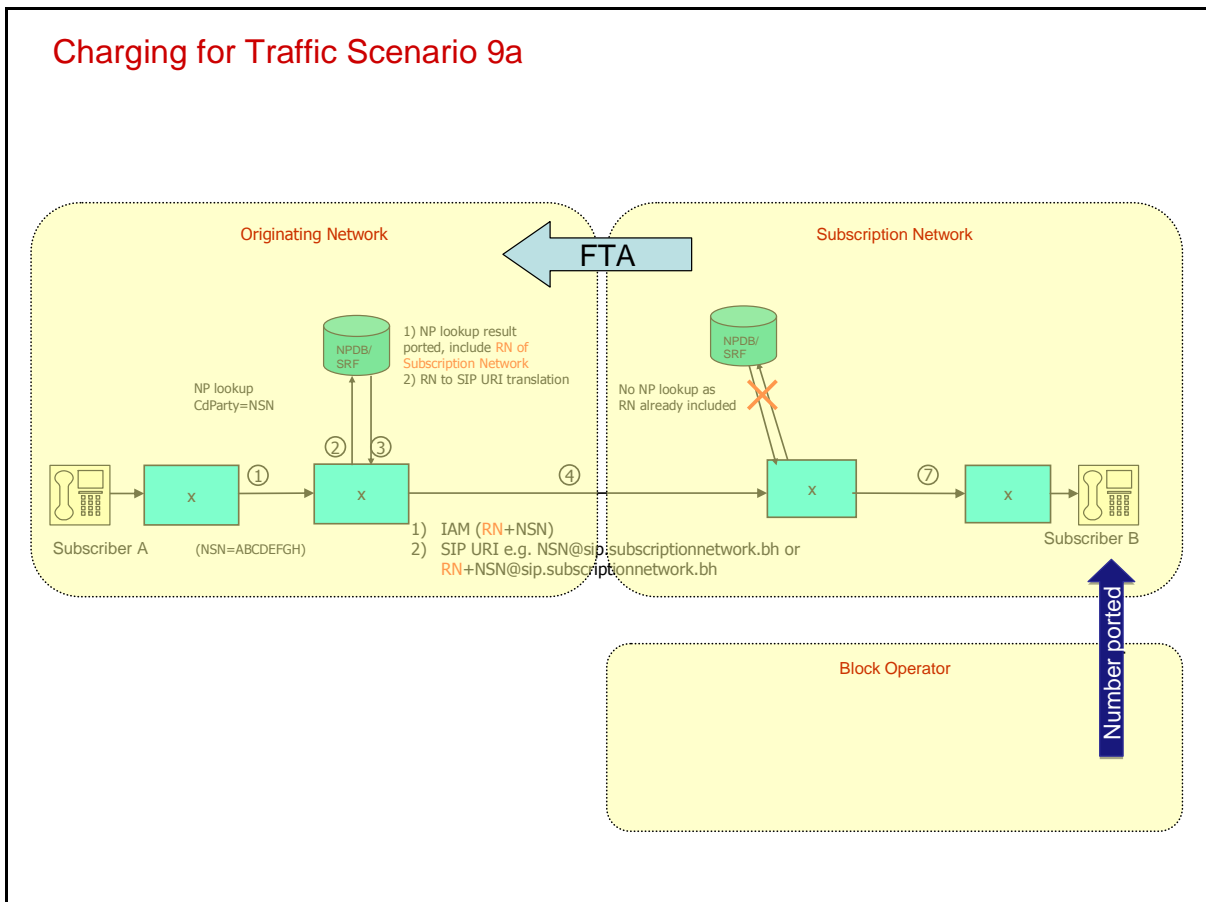 Charging for Traffic Scenario 9a
Originating Network
Subscription Network
FTA
NPDB/
SRF
1) NP lookup result
ported, include RN of
Subscription Network
2) RN to SIP URI translation
NP lookup
CdParty=NSN
NPDB/
SRF
No NP lookup as
RN already included
2
3
1
4
7
x
x
x
x
Subscriber A
(NSN=ABCDEFGH)
1) IAM (RN+NSN)
2) SIP URI e.g. NSN@sip.subscriptionnetwork.bh or
RN+NSN@sip.subscriptionnetwork.bh
Subscriber B
Number ported
Block Operator